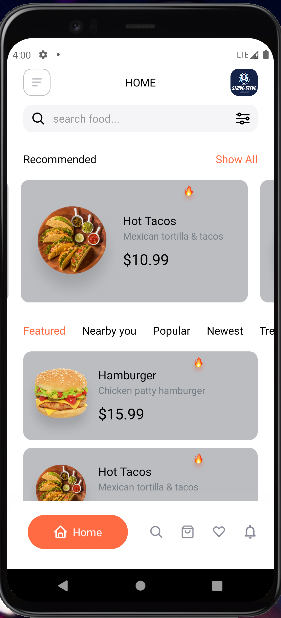 4:00
LTE
HOME
search food...
Recommended
Show All
Hot Tacos
Mexican tortilla & tacos
$10.99
Featured
Nearby you
Popular
Newest
Tre
Hamburger
Chicken patty hamburger
$15.99
Hot Tacos
Mexican tortilla & tacos
Home